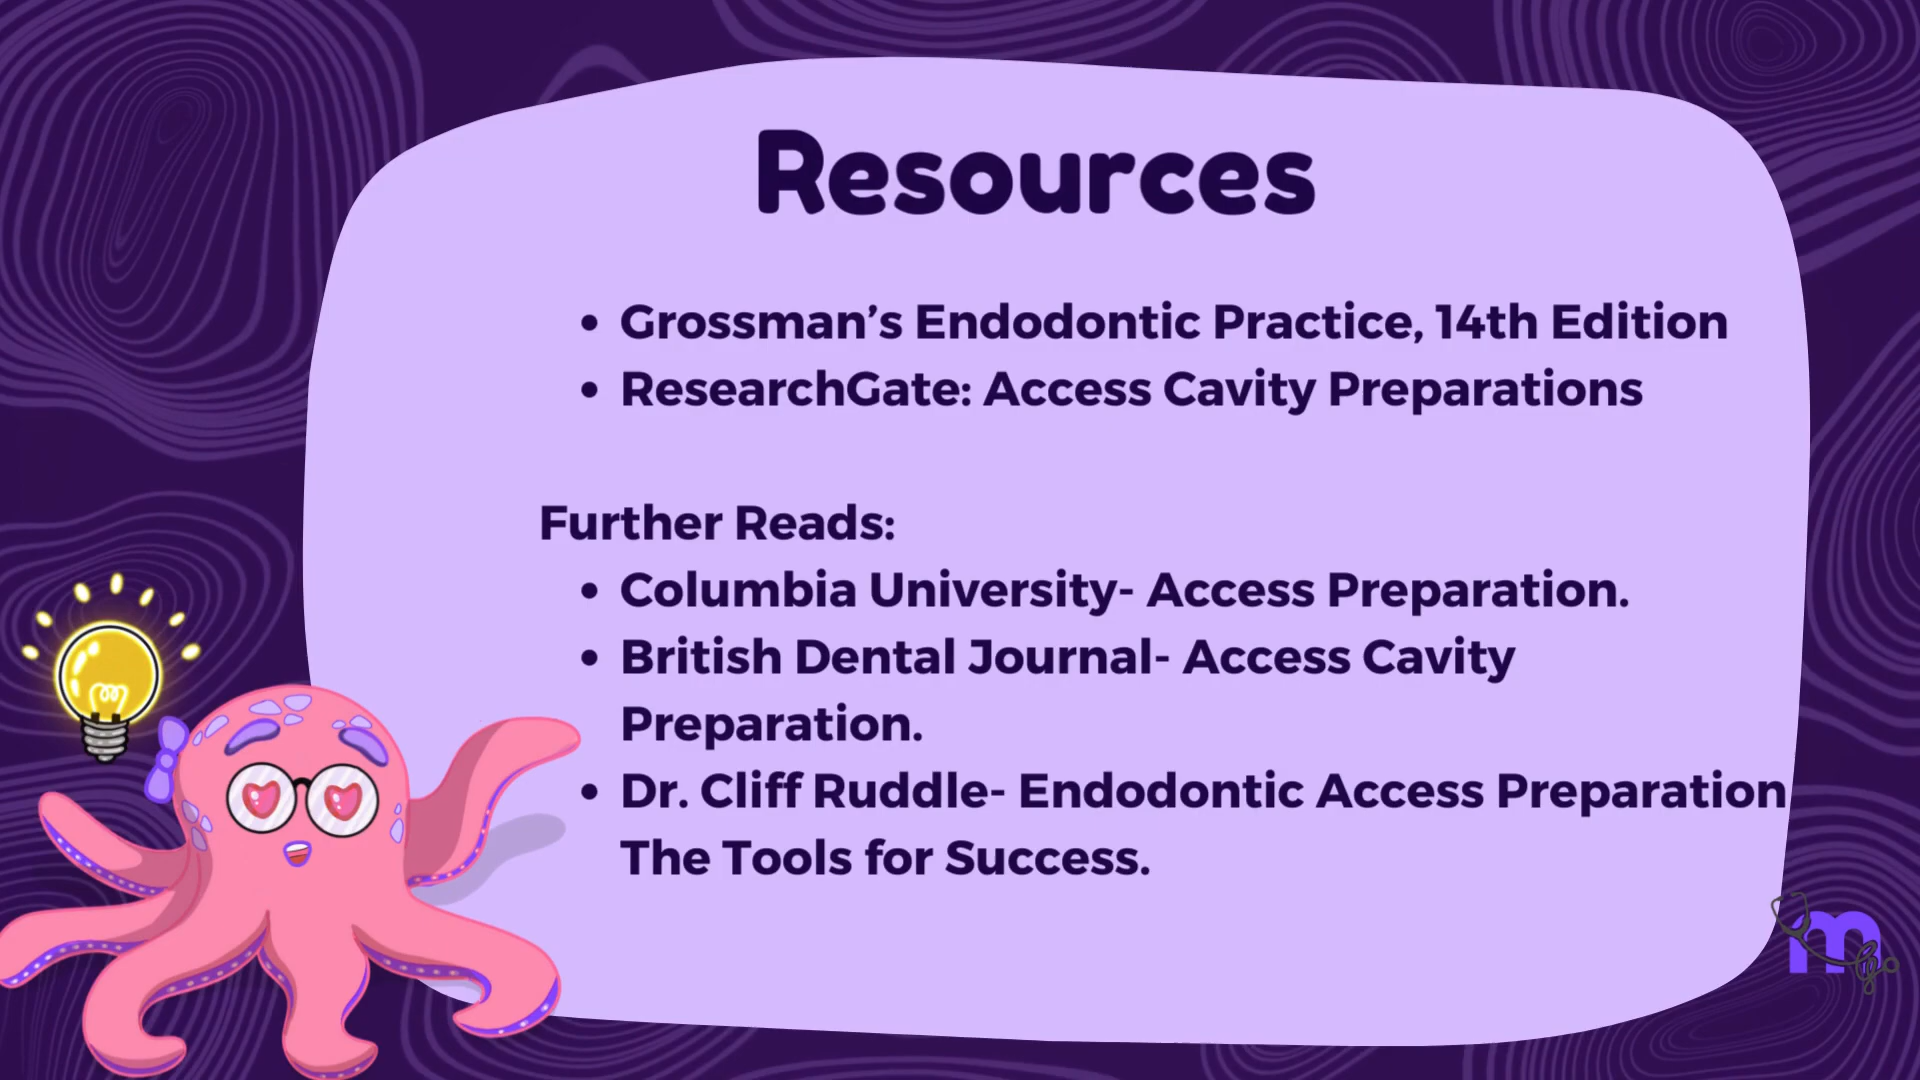 Resources
• Grossman’s Endodontic Practice, 14th Edition
• ResearchGate: Access Cavity Preparations
Further Reads:
• Columbia University- Access Preparation.
• British Dental Journal- Access Cavity
Preparation.
• Dr. Cliff Ruddle- Endodontic Access Preparation
The Tools for Success.
m go